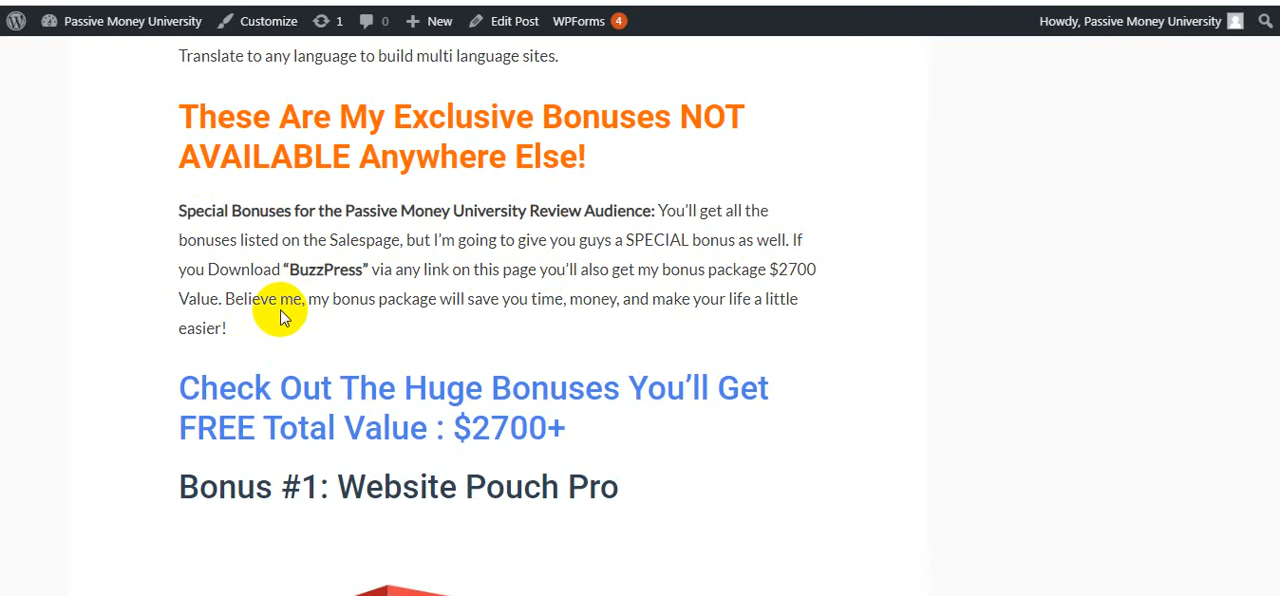 Passive Money University Customize 1 0 New Edit Post WPForms 4 Howdy, Passive Money University
Translate to any language to build multi language sites.
These Are My Exclusive Bonuses NOT
AVAILABLE Anywhere Else!
Special Bonuses for the Passive Money University Review Audience: You’ll get all the
bonuses listed on the Salespage, but I’m going to give you guys a SPECIAL bonus as well. If
you Download “BuzzPress” via any link on this page you’ll also get my bonus package $2700
Value. Believe me, my bonus package will save you time, money, and make your life a little
easier!
Check Out The Huge Bonuses You’ll Get
FREE Total Value : $2700+
Bonus #1: Website Pouch Pro